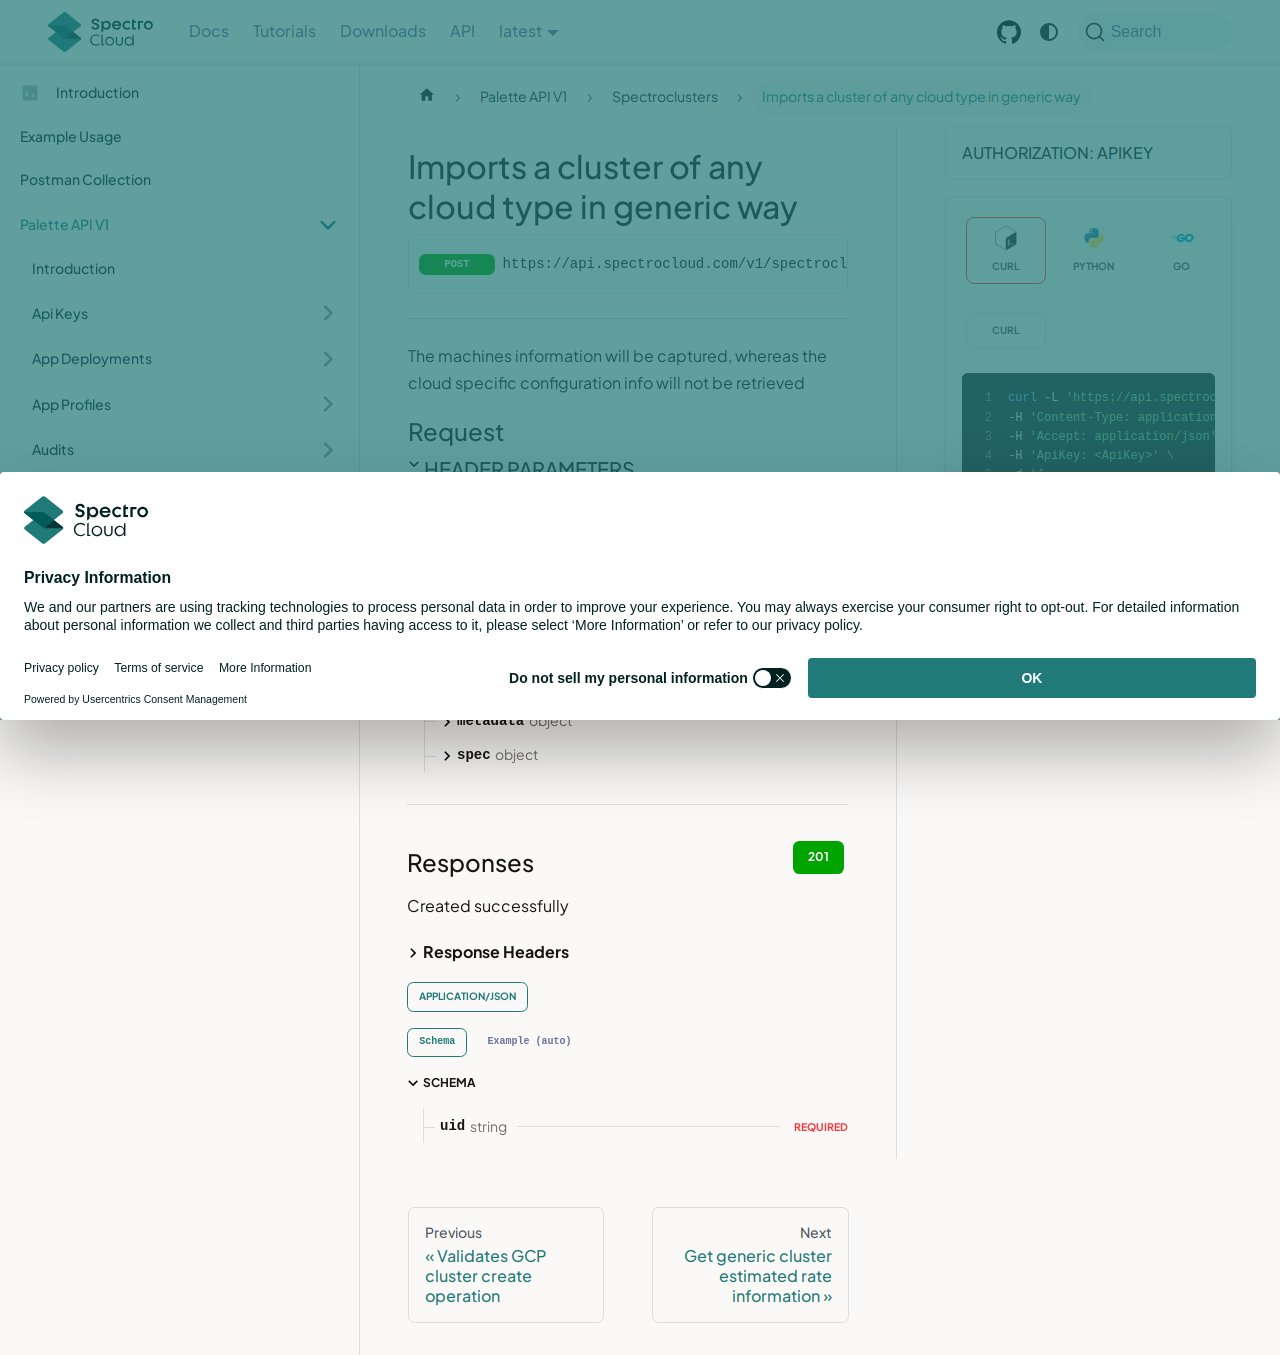 Spectro
Cloud
Docs
Tutorials
Downloads
API
latest
Search
Introduction
Example Usage
Postman Collection
Palette API V1
Introduction
Api Keys
App Deployments
App Profiles
Audits
Palette API V1
Spectroclusters
Imports a cluster of any cloud type in generic way
Imports a cluster of any
cloud type in generic way
POST
https://api.spectrocloud.com/v1/spectrocl
The machines information will be captured, whereas the
cloud specific configuration info will not be retrieved
Request
HEADER PARAMETERS
AUTHORIZATION: APIKEY
CURL
PYTHON
GO
CURL
1 curl -L 'https://api.spectroc
2 -H 'Content-Type: application
3 -H 'Accept: application/json'
4 -H 'ApiKey: <ApiKey>' \
Spectro
Cloud
Privacy Information
We and our partners are using tracking technologies to process personal data in order to improve your experience. You may always exercise your consumer right to opt-out. For detailed information
about personal information we collect and third parties having access to it, please select ‘More Information’ or refer to our privacy policy.
Privacy policy
Terms of service
More Information
Powered by Usercentrics Consent Management
Do not sell my personal information
OK
metadata object
spec object
Responses
201
Created successfully
Response Headers
APPLICATION/JSON
Schema
Example (auto)
SCHEMA
uid string
REQUIRED
Previous
« Validates GCP
cluster create
operation
Next
Get generic cluster
estimated rate
information »